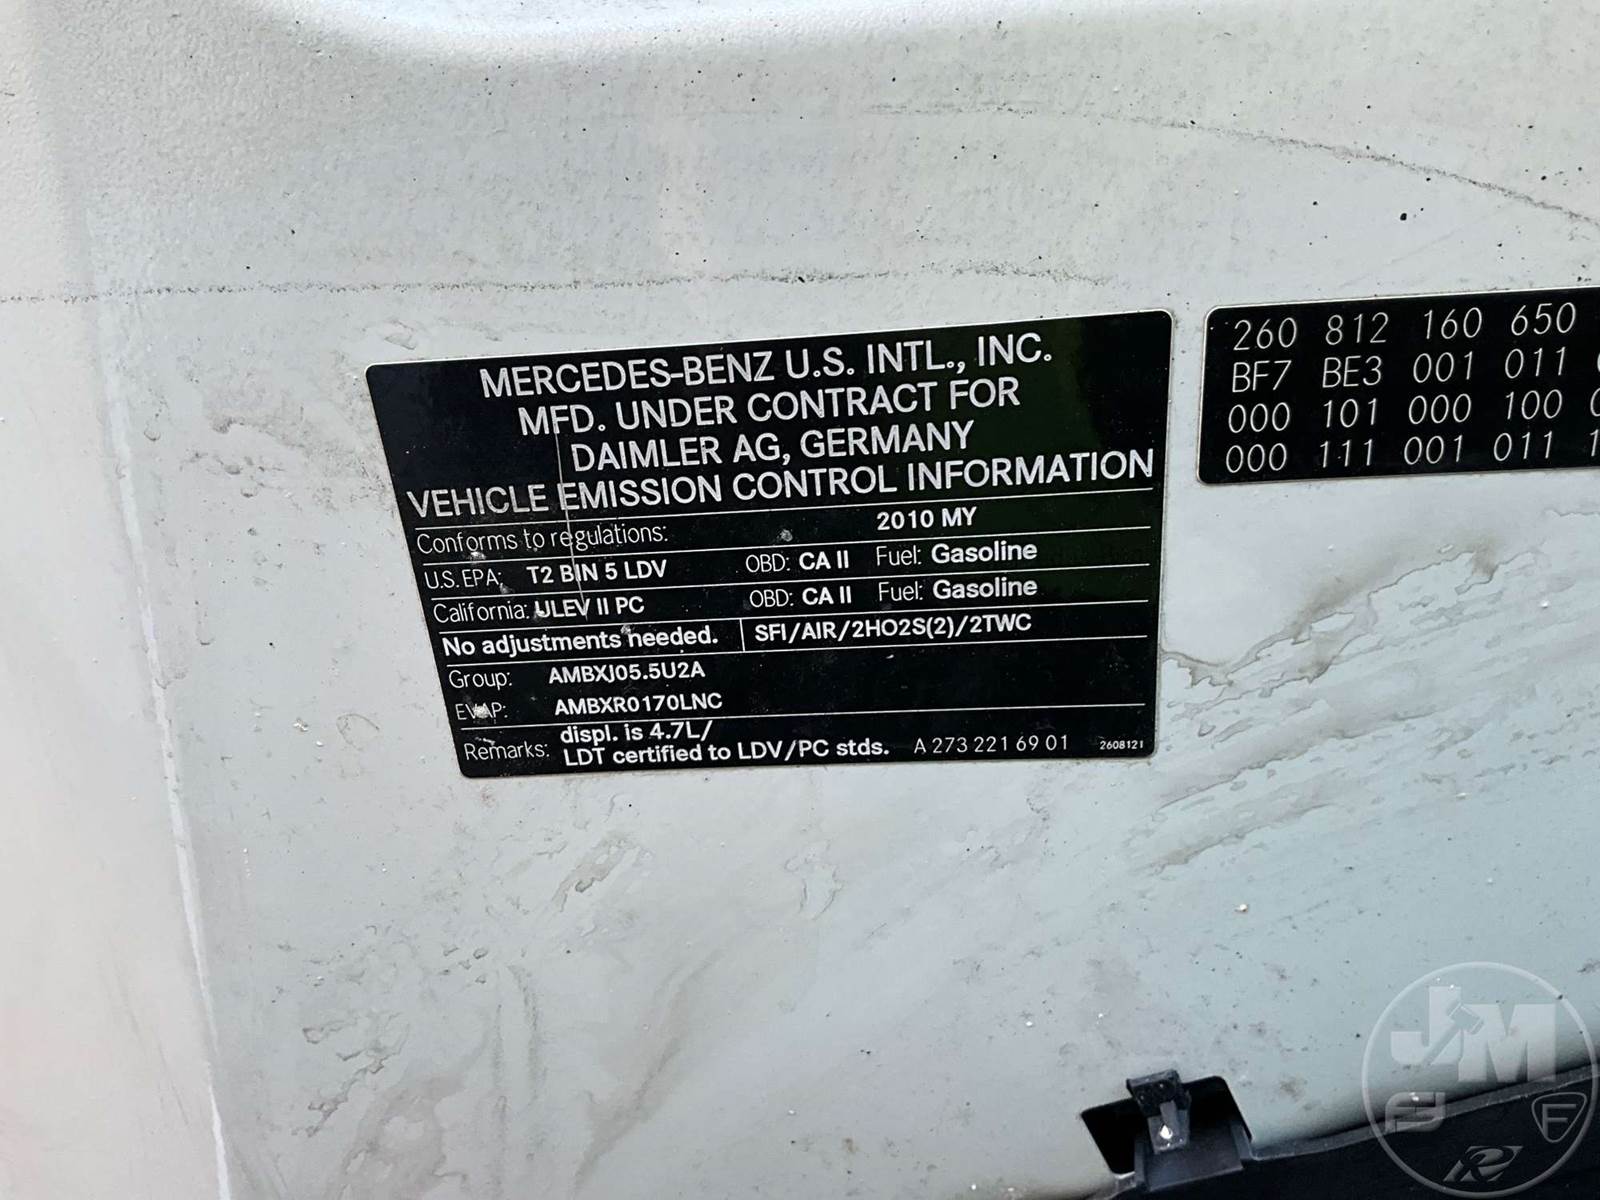 MERCEDES-BENZ U.S. INTL., INC.
MFD. UNDER CONTRACT FOR
DAIMLER AG, GERMANY
VEHICLE EMISSION CONTROL INFORMATION
Conforms to regulations: 2010 MY
U.S. EPA: T2 BIN 5 LDV OBD: CA II Fuel: Gasoline
California: ULEV II PC OBD: CA II Fuel: Gasoline
No adjustments needed. SFI/AIR/2HO2S(2)/2TWC
Group: AMBXJ05.5U2A
EVAP: AMBXR0170LNC
displ. is 4.7L/
Remarks: LDT certified to LDV/PC stds. A 273 221 69 01 2608121
260 812 160 650
BF7 BE3 001 011
000 101 000 100
000 111 001 011 1
JM